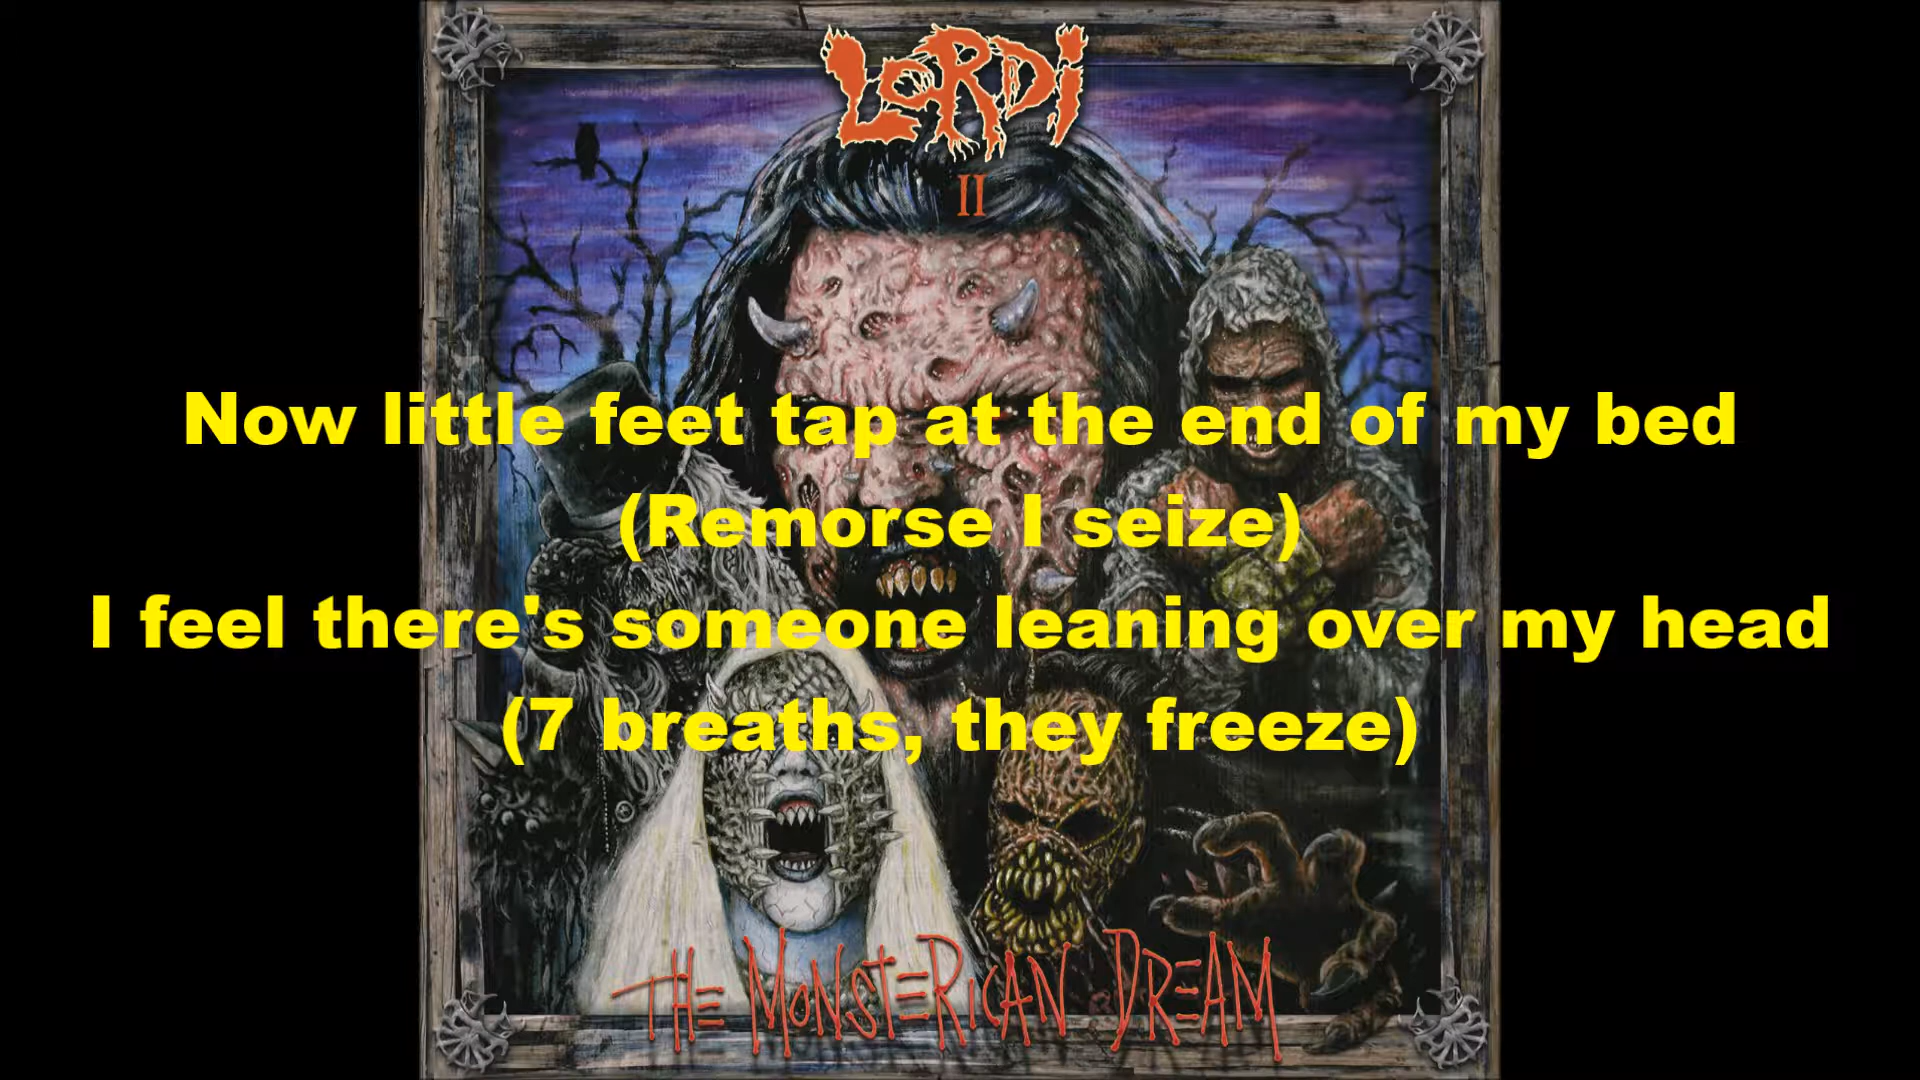 LORDI
II
Now little feet tap at the end of my bed
(Remorse I seize)
I feel there's someone leaning over my head
(7 breaths, they freeze)
THE MONSTERICAN DREAM